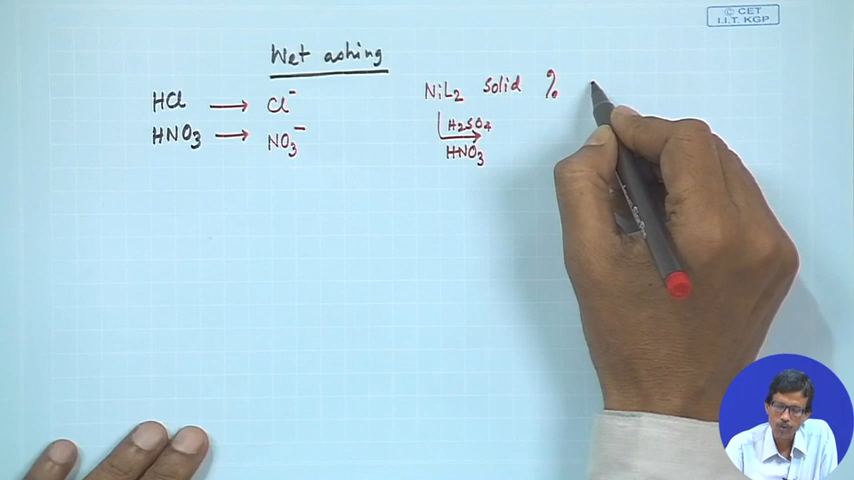 © CET
I.I.T. KGP
Wet ashing
HCl → Cl⁻
HNO₃ → NO₃⁻
NiL₂ solid %
H₂SO₄
HNO₃